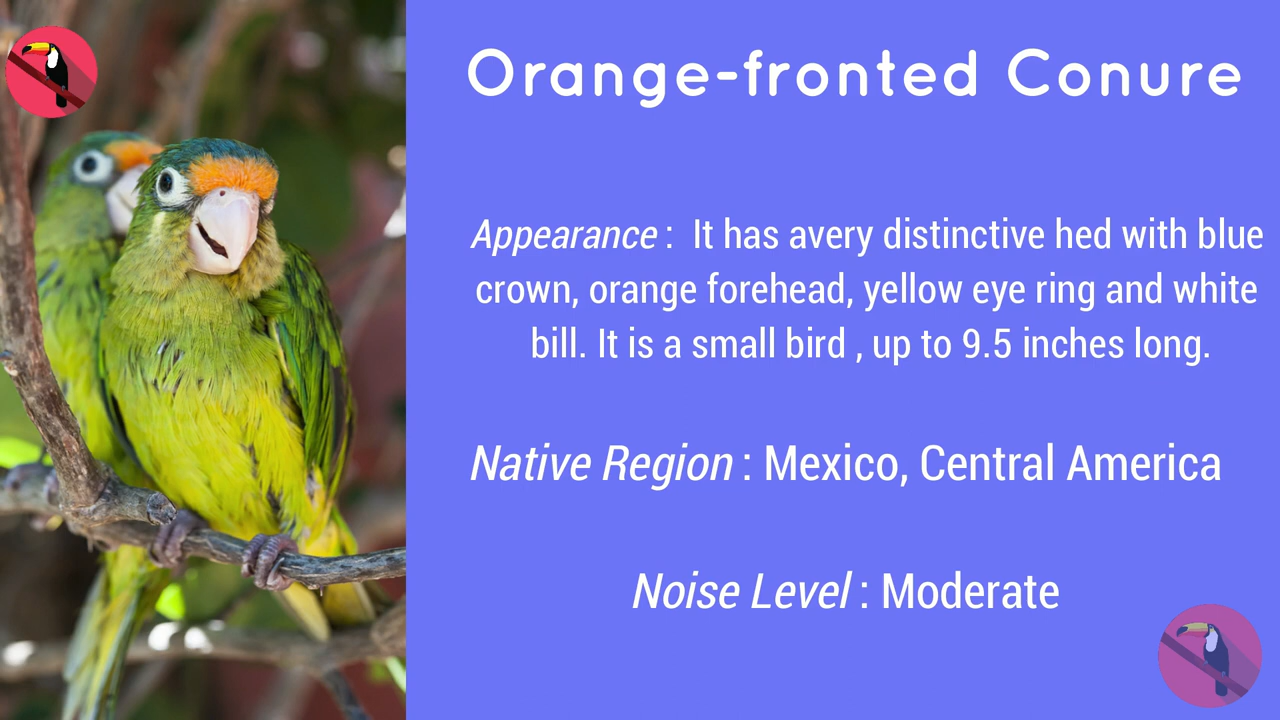 Orange-fronted Conure
Appearance : It has avery distinctive hed with blue
crown, orange forehead, yellow eye ring and white
bill. It is a small bird , up to 9.5 inches long.
Native Region : Mexico, Central America
Noise Level : Moderate